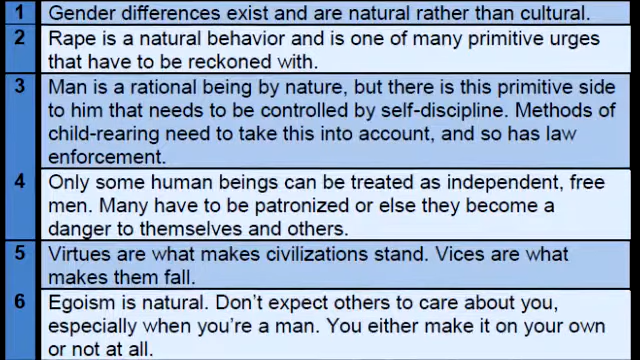 1 Gender differences exist and are natural rather than cultural.
2 Rape is a natural behavior and is one of many primitive urges
that have to be reckoned with.
3 Man is a rational being by nature, but there is this primitive side
to him that needs to be controlled by self-discipline. Methods of
child-rearing need to take this into account, and so has law
enforcement.
4 Only some human beings can be treated as independent, free
men. Many have to be patronized or else they become a
danger to themselves and others.
5 Virtues are what makes civilizations stand. Vices are what
makes them fall.
6 Egoism is natural. Don't expect others to care about you,
especially when you're a man. You either make it on your own
or not at all.